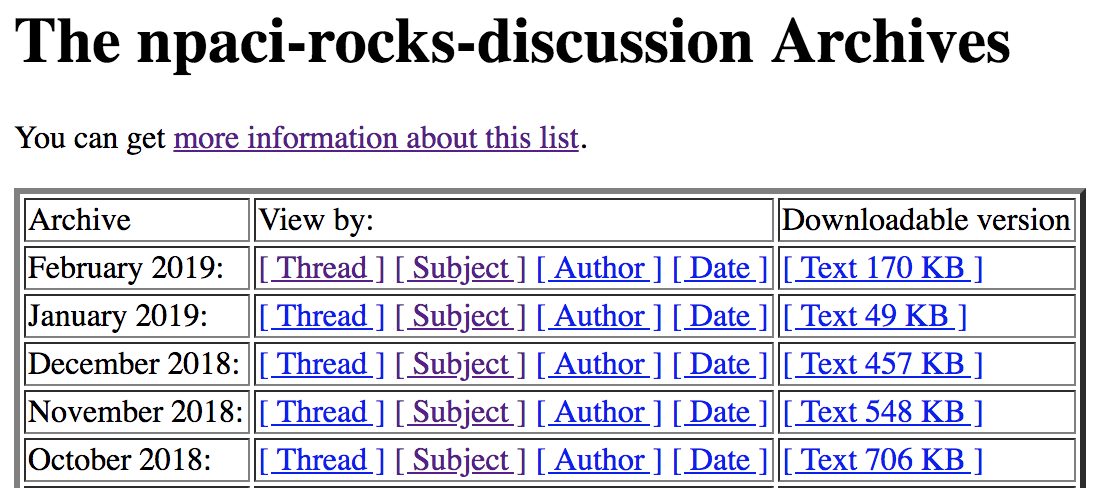 The npaci-rocks-discussion Archives
You can get more information about this list.
Archive View by: Downloadable version
February 2019: [ Thread ] [ Subject ] [ Author ] [ Date ] [ Text 170 KB ]
January 2019: [ Thread ] [ Subject ] [ Author ] [ Date ] [ Text 49 KB ]
December 2018: [ Thread ] [ Subject ] [ Author ] [ Date ] [ Text 457 KB ]
November 2018: [ Thread ] [ Subject ] [ Author ] [ Date ] [ Text 548 KB ]
October 2018: [ Thread ] [ Subject ] [ Author ] [ Date ] [ Text 706 KB ]